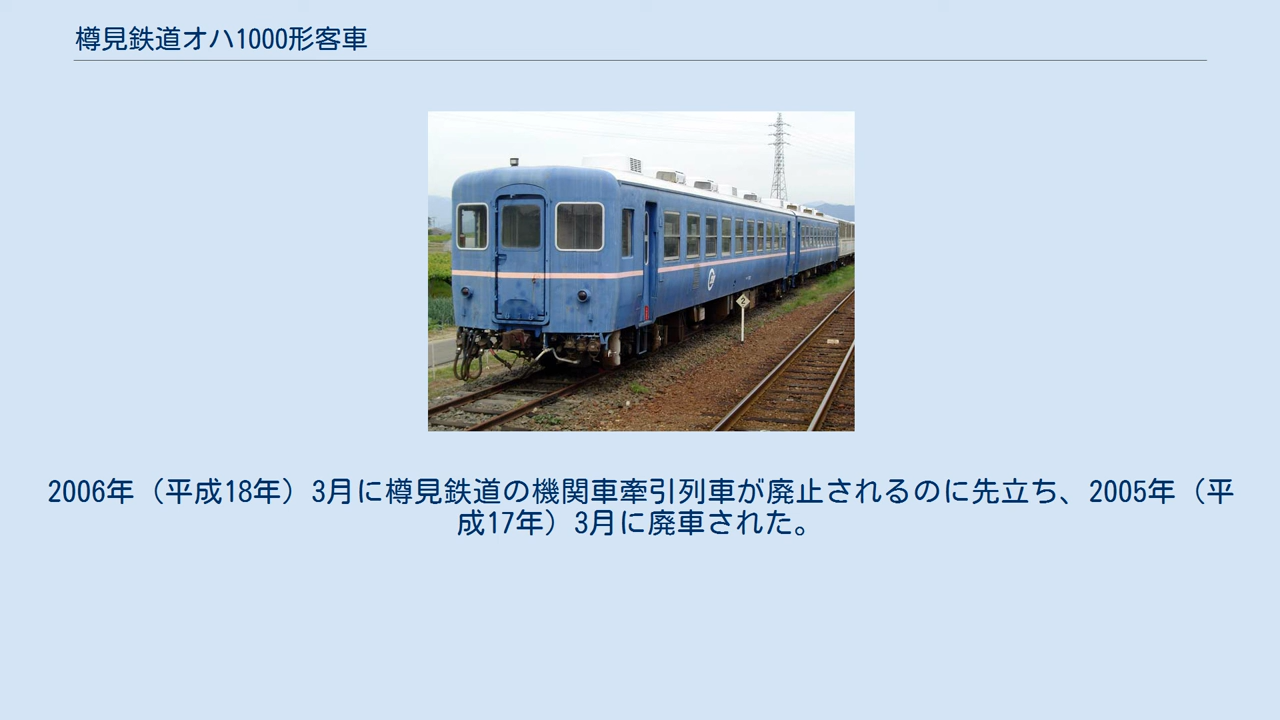 樽見鉄道オハ1000形客車
2
2006年（平成18年）3月に樽見鉄道の機関車牽引列車が廃止されるのに先立ち、2005年（平
成17年）3月に廃車された。